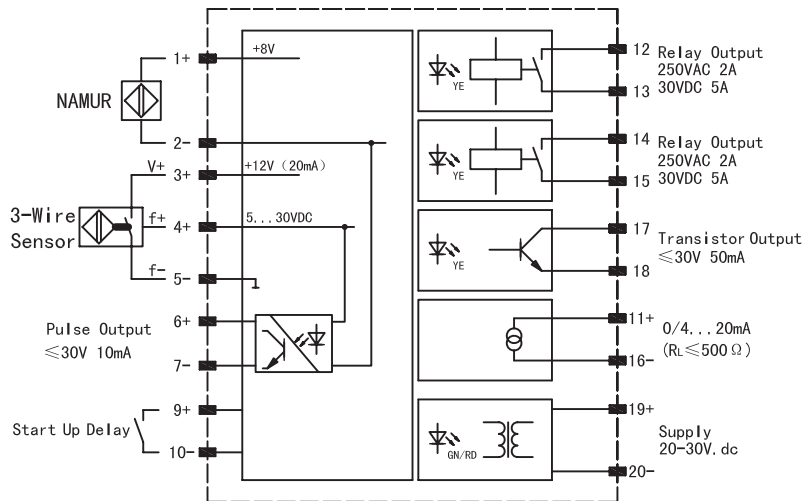 1+
+8V
NAMUR
2-
V+
3+
+12V (20mA)
3-Wire
Sensor
f+
4+
5...30VDC
f-
5-
Pulse Output
≤30V 10mA
6+
7-
Start Up Delay
9+
10-
YE
12
13
Relay Output
250VAC 2A
30VDC 5A
YE
14
15
Relay Output
250VAC 2A
30VDC 5A
YE
17
18
Transistor Output
≤30V 50mA
11+
16-
0/4...20mA
(RL≤500Ω)
GN/RD
19+
20-
Supply
20-30V.dc